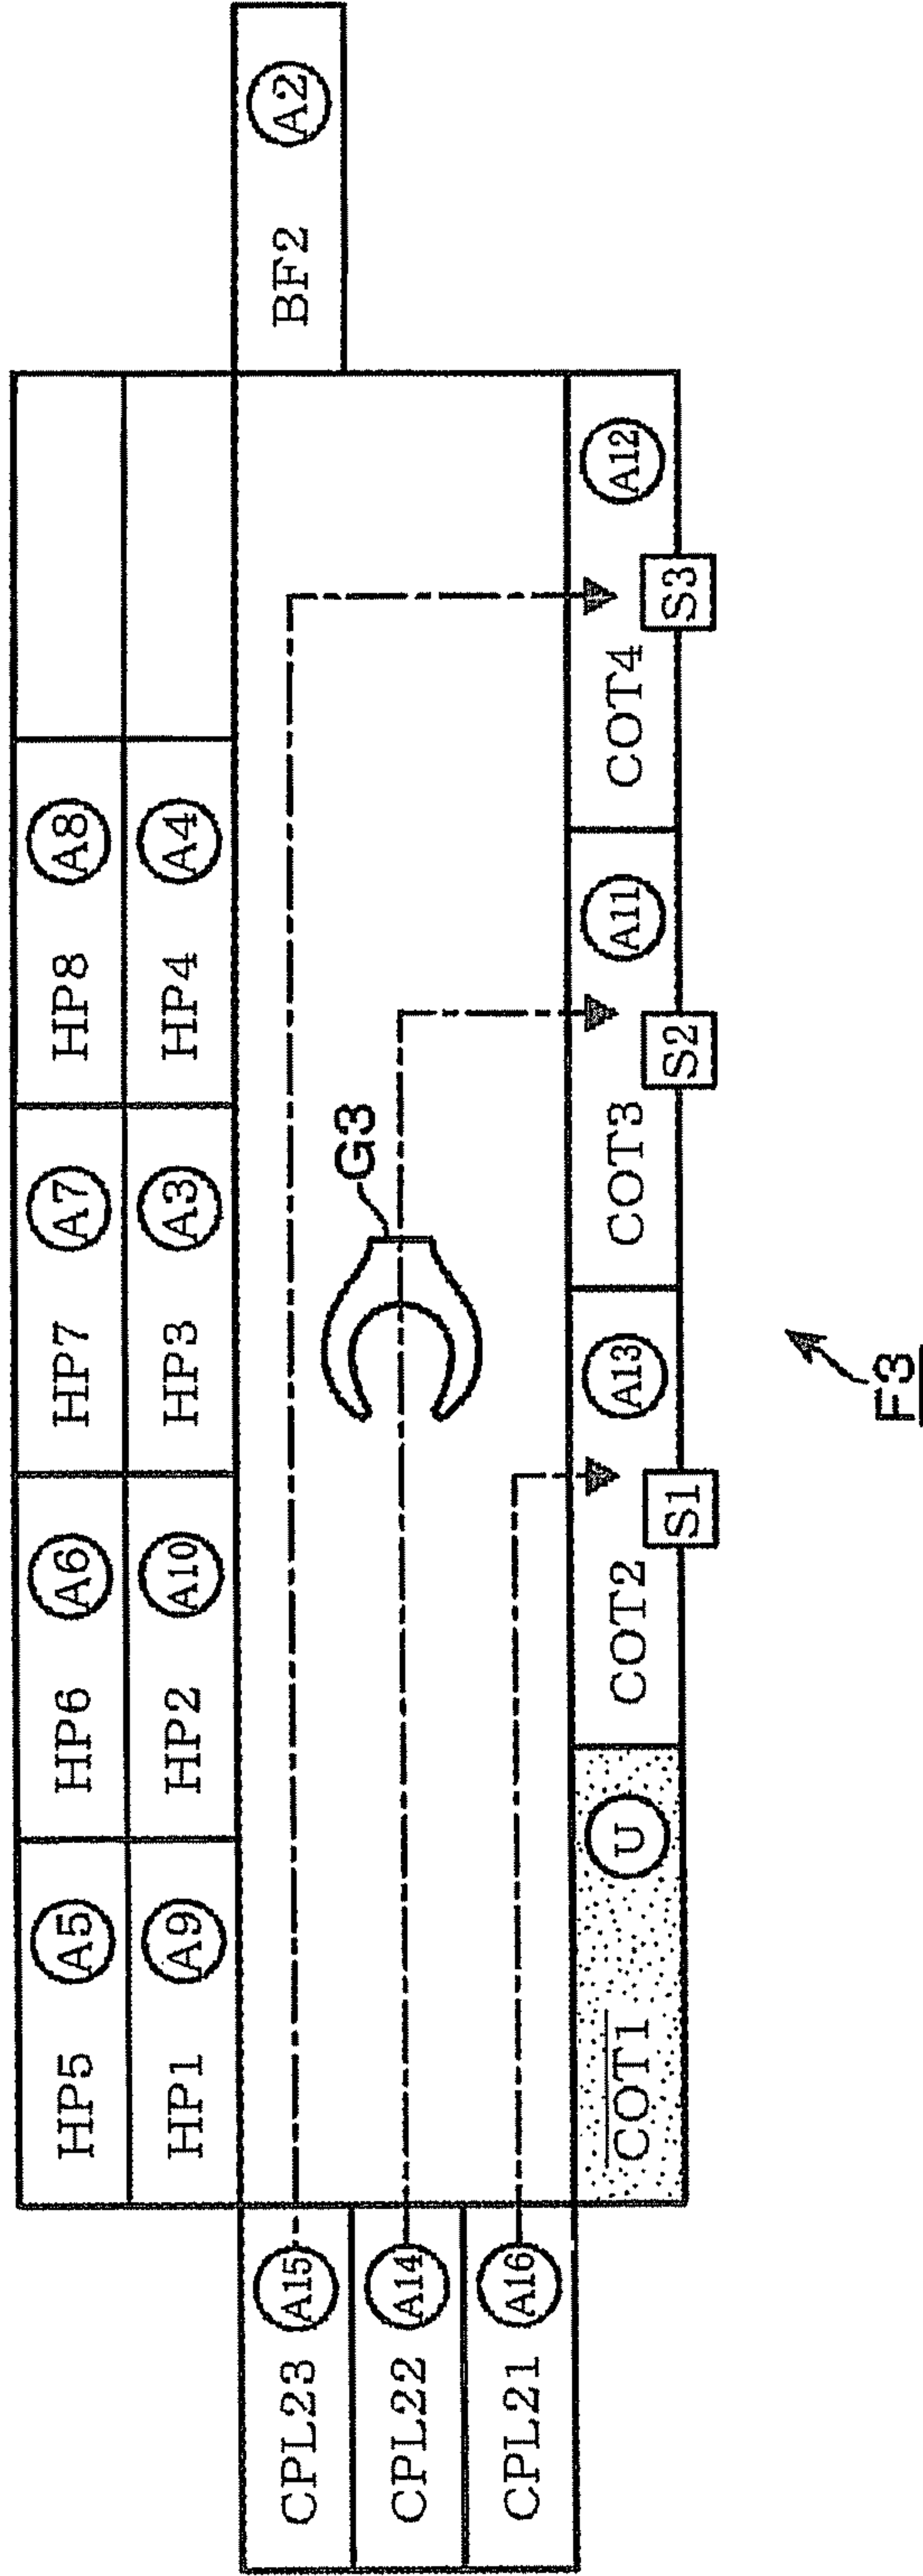 HP5 A5 HP6 A6 HP7 A7 HP8 A8
HP1 A9 HP2 A10 HP3 A3 HP4 A4
CPL23 A15 BF2 A2
G3
CPL22 A14
CPL21 A16
COT1 U COT2 A13 COT3 A11 COT4 A12
S1 S2 S3
F3